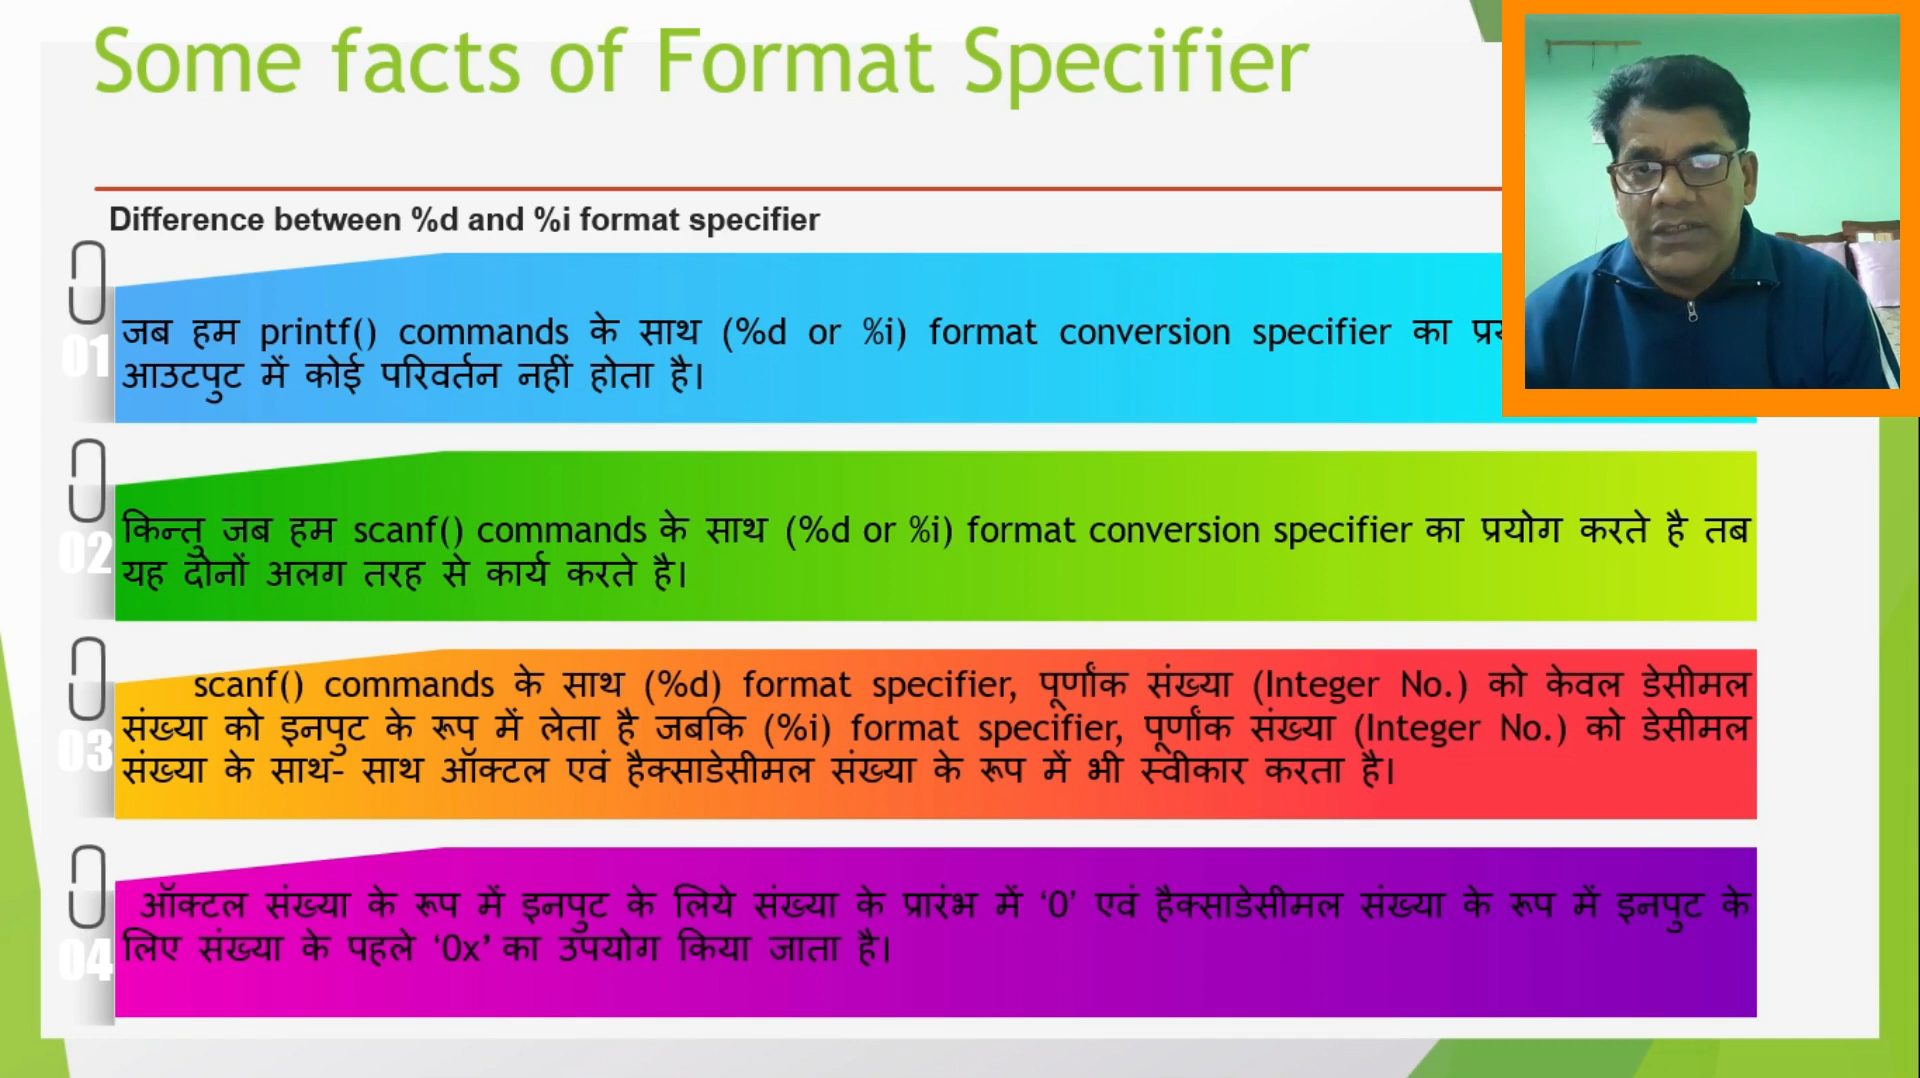 Some facts of Format Specifier
Difference between %d and %i format specifier
01
जब हम printf() commands के साथ (%d or %i) format conversion specifier का
आउटपुट में कोई परिवर्तन नहीं होता है।
02
किन्तु जब हम scanf() commands के साथ (%d or %i) format conversion specifier का प्रयोग करते है तब
यह दोनों अलग तरह से कार्य करते है।
03
scanf() commands के साथ (%d) format specifier, पूर्णांक संख्या (Integer No.) को केवल डेसीमल
संख्या को इनपुट के रूप में लेता है जबकि (%i) format specifier, पूर्णांक संख्या (Integer No.) को डेसीमल
संख्या के साथ- साथ ऑक्टल एवं हैक्साडेसीमल संख्या के रूप में भी स्वीकार करता है।
04
ऑक्टल संख्या के रूप में इनपुट के लिये संख्या के प्रारंभ में ‘0’ एवं हैक्साडेसीमल संख्या के रूप में इनपुट के
लिए संख्या के पहले ‘0x’ का उपयोग किया जाता है।